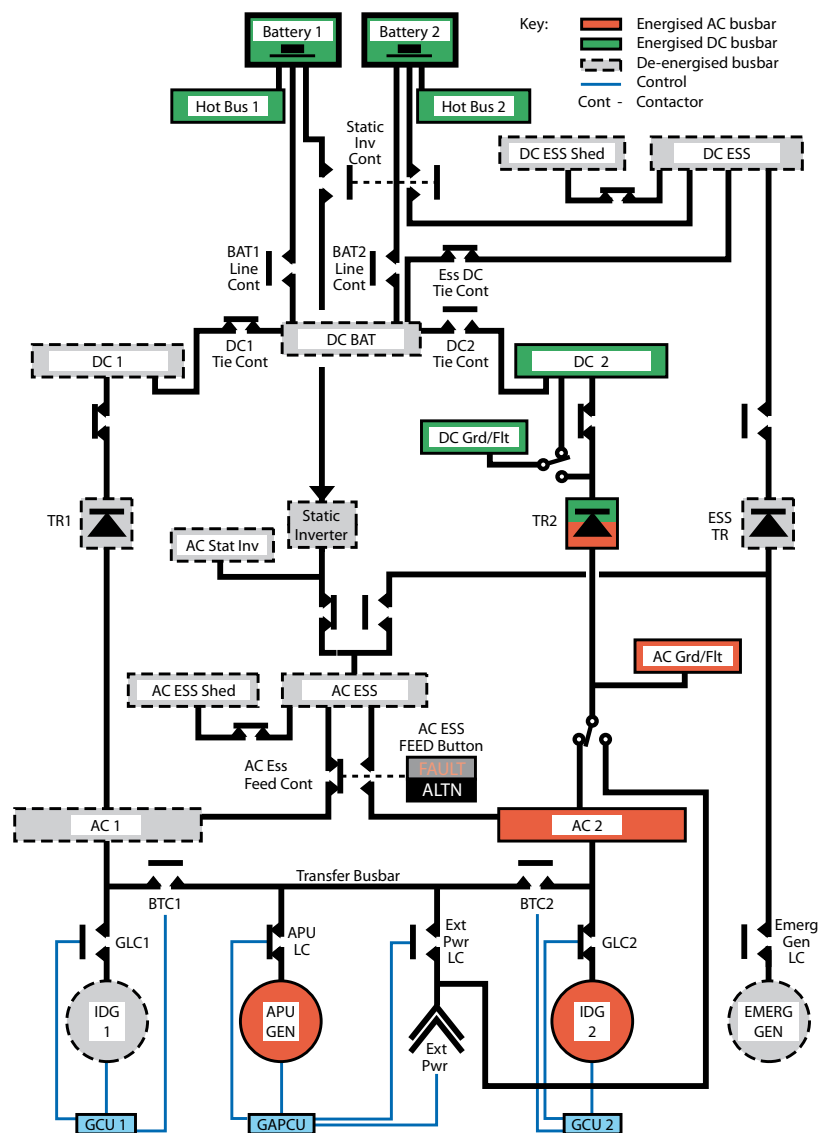 Battery 1
Battery 2
Key:
Energised AC busbar
Energised DC busbar
De-energised busbar
Control
Cont - Contactor
Hot Bus 1
Hot Bus 2
Static
Inv
Cont
DC ESS Shed
DC ESS
BAT1
Line
Cont
BAT2
Line
Cont
Ess DC
Tie Cont
DC 1
DC1
Tie Cont
DC BAT
DC2
Tie Cont
DC 2
DC Grd/Flt
TR1
Static
Inverter
TR2
ESS
TR
AC Stat Inv
AC Grd/Flt
AC ESS Shed
AC ESS
AC ESS
FEED Button
AC Ess
Feed Cont
FAULT
ALTN
AC 1
AC 2
Transfer Busbar
BTC1
BTC2
GLC1
APU
LC
Ext
Pwr
LC
GLC2
Emerg
Gen
LC
IDG
1
APU
GEN
IDG
2
EMERG
GEN
Ext
Pwr
GCU 1
GAPCU
GCU 2